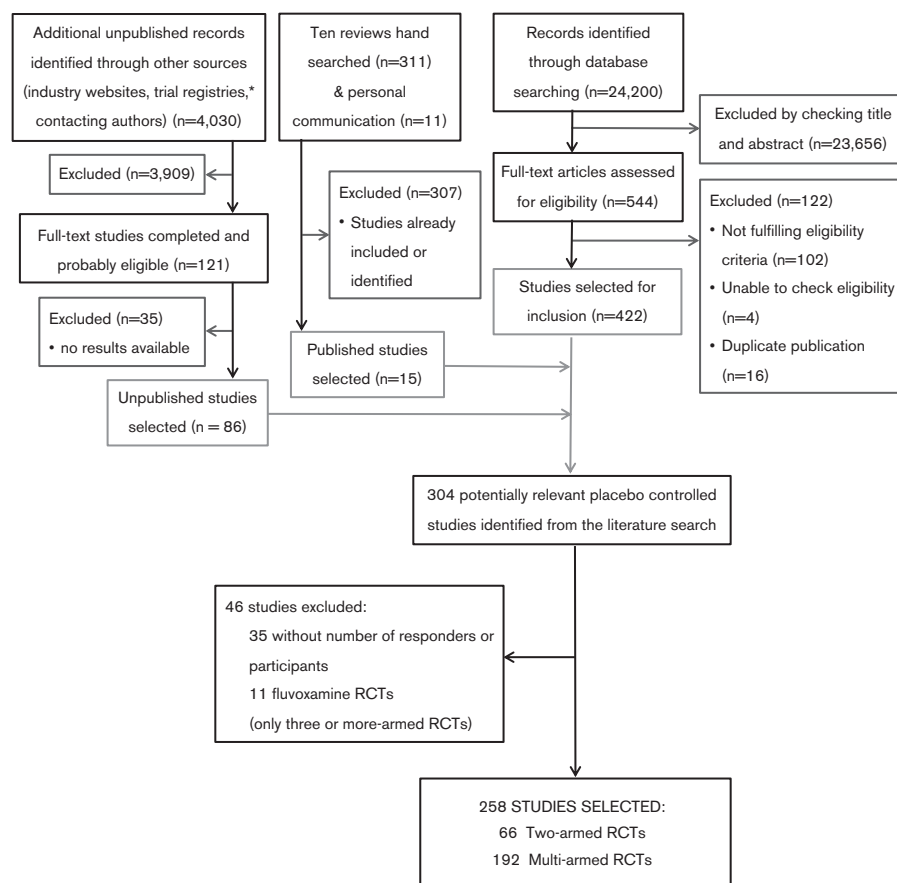 Additional unpublished records
identified through other sources
(industry websites, trial registries,*
contacting authors) (n=4,030)
Ten reviews hand
searched (n=311)
& personal
communication (n=11)
Records identified
through database
searching (n=24,200)
Excluded by checking title
and abstract (n=23,656)
Excluded (n=3,909)
Full-text articles assessed
for eligibility (n=544)
Excluded (n=307)
• Studies already
included or
identified
Excluded (n=122)
• Not fulfilling eligibility
criteria (n=102)
• Unable to check eligibility
(n=4)
• Duplicate publication
(n=16)
Full-text studies completed and
probably eligible (n=121)
Studies selected for
inclusion (n=422)
Excluded (n=35)
• no results available
Published studies
selected (n=15)
Unpublished studies
selected (n = 86)
304 potentially relevant placebo controlled
studies identified from the literature search
46 studies excluded:
35 without number of responders or
participants
11 fluvoxamine RCTs
(only three or more-armed RCTs)
258 STUDIES SELECTED:
66 Two-armed RCTs
192 Multi-armed RCTs